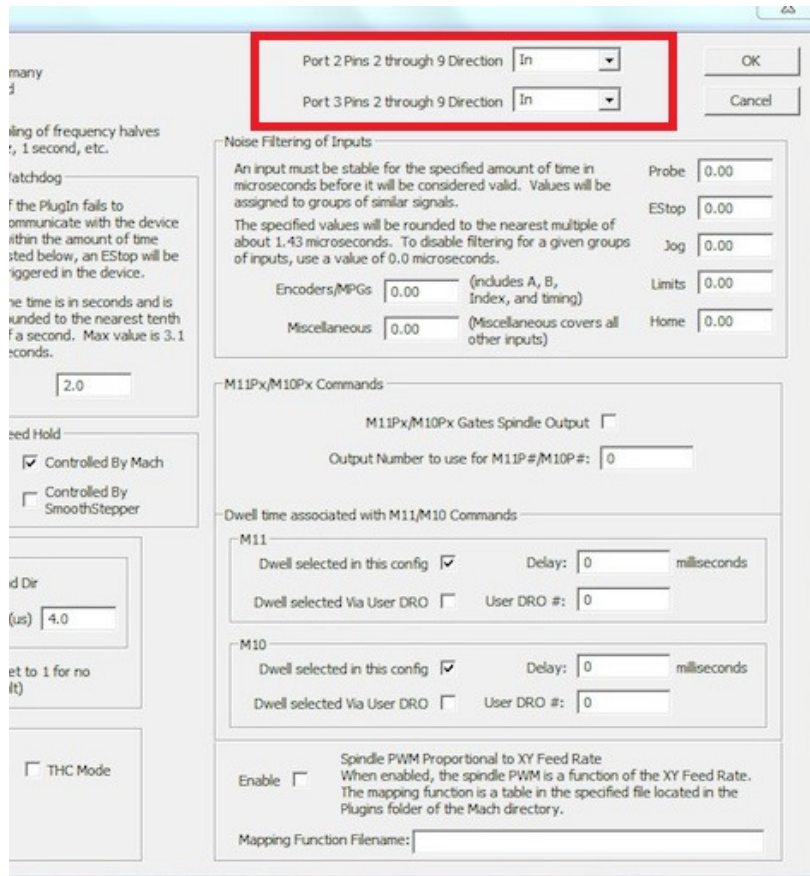 Port 2 Pins 2 through 9 Direction In
OK
Port 3 Pins 2 through 9 Direction In
Cancel
many
d
ling of frequency halves
, 1 second, etc.
Watchdog
f the PlugIn fails to
ommunicate with the device
ithin the amount of time
sted below, an EStop will be
riggered in the device.
he time is in seconds and is
ounded to the nearest tenth
f a second. Max value is 3.1
econds.
2.0
eed Hold
Controlled By Mach
Controlled By
SmoothStepper
nd Dir
(us) 4.0
et to 1 for no
lt)
THC Mode
Noise Filtering of Inputs
An input must be stable for the specified amount of time in
microseconds before it will be considered valid. Values will be
assigned to groups of similar signals.
The specified values will be rounded to the nearest multiple of
about 1.43 microseconds. To disable filtering for a given groups
of inputs, use a value of 0.0 microseconds.
Encoders/MPGs 0.00 (includes A, B,
Index, and timing)
Miscellaneous 0.00 (Miscellaneous covers all
other inputs)
Probe 0.00
EStop 0.00
Jog 0.00
Limits 0.00
Home 0.00
M11Px/M10Px Commands
M11Px/M10Px Gates Spindle Output
Output Number to use for M11P#/M10P#: 0
Dwell time associated with M11/M10 Commands
M11
Dwell selected in this config Delay: 0 milliseconds
Dwell selected Via User DRO User DRO #: 0
M10
Dwell selected in this config Delay: 0 milliseconds
Dwell selected Via User DRO User DRO #: 0
Enable
Spindle PWM Proportional to XY Feed Rate
When enabled, the spindle PWM is a function of the XY Feed Rate.
The mapping function is a table in the specified file located in the
Plugins folder of the Mach directory.
Mapping Function Filename: